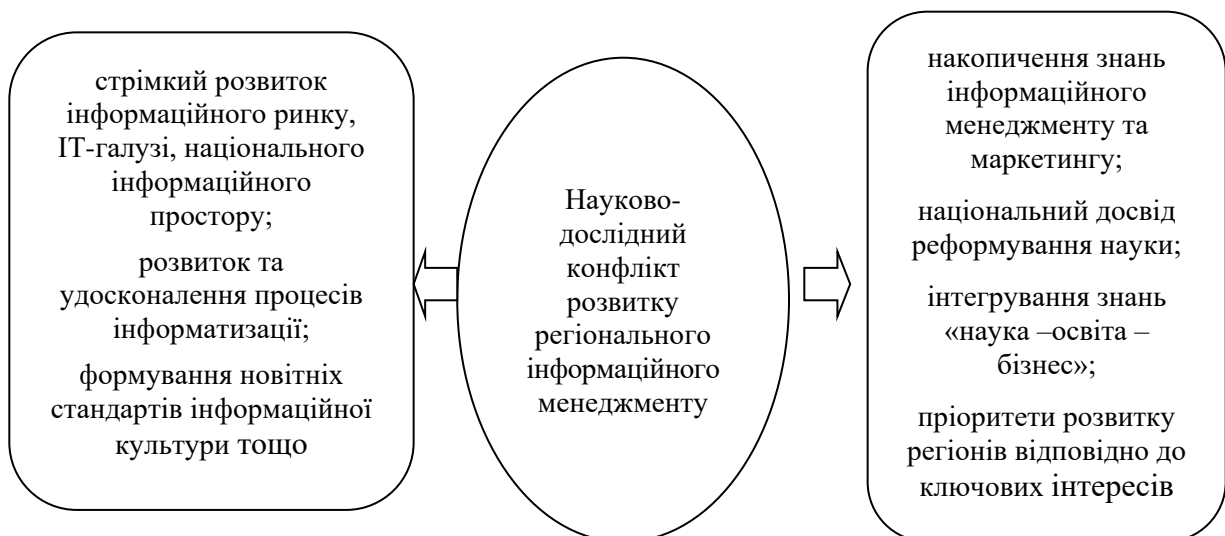 стрімкий розвиток
інформаційного ринку,
ІТ-галузі, національного
інформаційного
простору;
розвиток та
удосконалення процесів
інформатизації;
формування новітніх
стандартів інформаційної
культури тощо
Науково-
дослідний
конфлікт
розвитку
регіонального
інформаційного
менеджменту
накопичення знань
інформаційного
менеджменту та
маркетингу;
національний досвід
реформування науки;
інтегрування знань
«наука –освіта –
бізнес»;
пріоритети розвитку
регіонів відповідно до
ключових інтересів